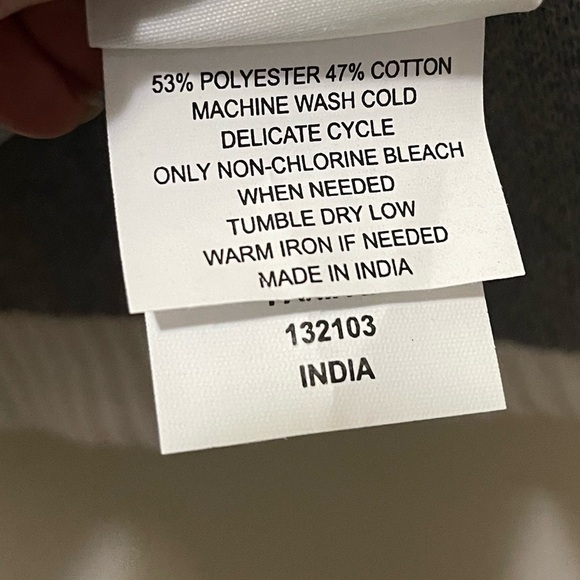 53% POLYESTER 47% COTTON
MACHINE WASH COLD
DELICATE CYCLE
ONLY NON-CHLORINE BLEACH
WHEN NEEDED
TUMBLE DRY LOW
WARM IRON IF NEEDED
MADE IN INDIA
132103
INDIA